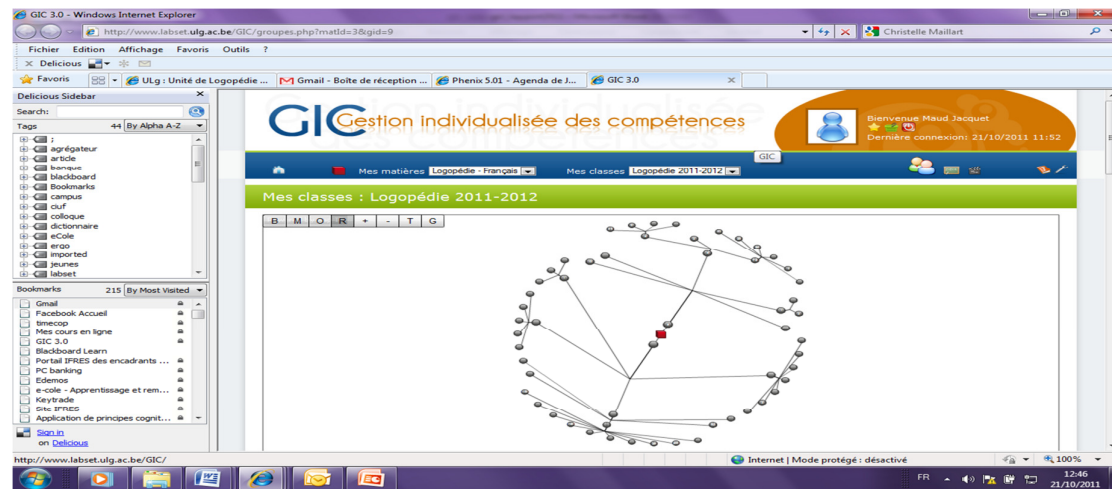 GIC 3.0 - Windows Internet Explorer
http://www.labset.ulg.ac.be/GIC/groupes.php?matId=3&gid=9
Christelle Maillart
Fichier Edition Affichage Favoris Outils ?
Delicious
Favoris
ULg : Unité de Logopédie ...
Gmail - Boîte de réception ...
Phenix 5.01 - Agenda de J...
GIC 3.0
Delicious Sidebar
Search:
Tags 44 By Alpha A-Z
;
agrégateur
article
banque
blackboard
Bookmarks
campus
ciuf
colloque
dictionnaire
eCole
ergo
imported
jeunes
labset
Bookmarks 215 By Most Visited
Gmail
Facebook Accueil
timecop
Mes cours en ligne
GIC 3.0
Blackboard Learn
Portail IFRES des encadrants ...
PC banking
Edemos
e-cole - Apprentissage et rem...
Keytrade
Site IFRES
Application de principes cognit...
Sign in
on Delicious
GIC Gestion individualisée des compétences
Bienvenue Maud Jacquet
Dernière connexion: 21/10/2011 11:52
GIC
Mes matières Logopédie - Français
Mes classes Logopédie 2011-2012
Mes classes : Logopédie 2011-2012
B M O R + - T G
http://www.labset.ulg.ac.be/GIC/
Internet | Mode protégé : désactivé
100%
FR
12:46
21/10/2011